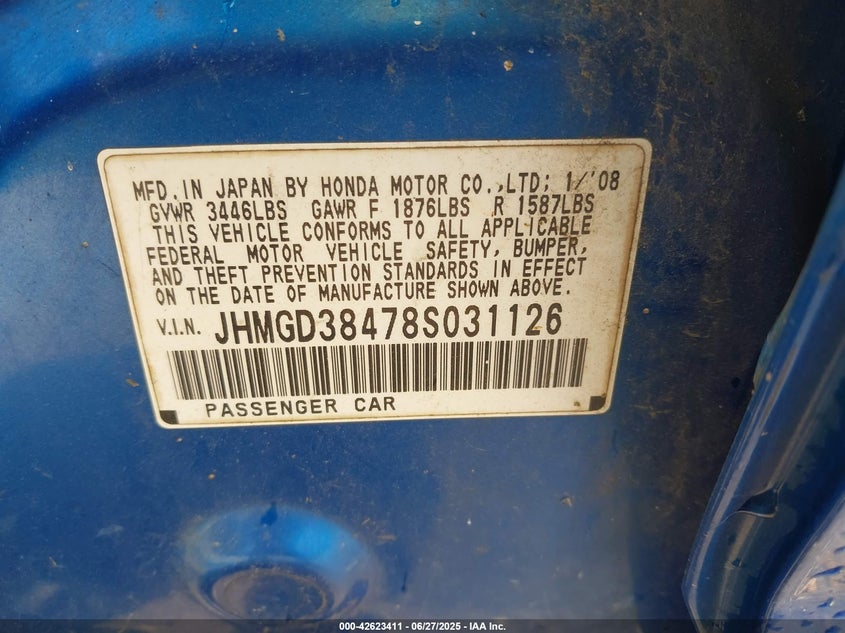 MFD. IN JAPAN BY HONDA MOTOR CO.,LTD; 1/'08
GVWR 3446LBS GAWR F 1876LBS R 1587LBS
THIS VEHICLE CONFORMS TO ALL APPLICABLE
FEDERAL MOTOR VEHICLE SAFETY, BUMPER,
AND THEFT PREVENTION STANDARDS IN EFFECT
ON THE DATE OF MANUFACTURE SHOWN ABOVE.
V.I.N. JHMGD38478S031126
PASSENGER CAR
000-42623411 - 06/27/2025 - IAA Inc.